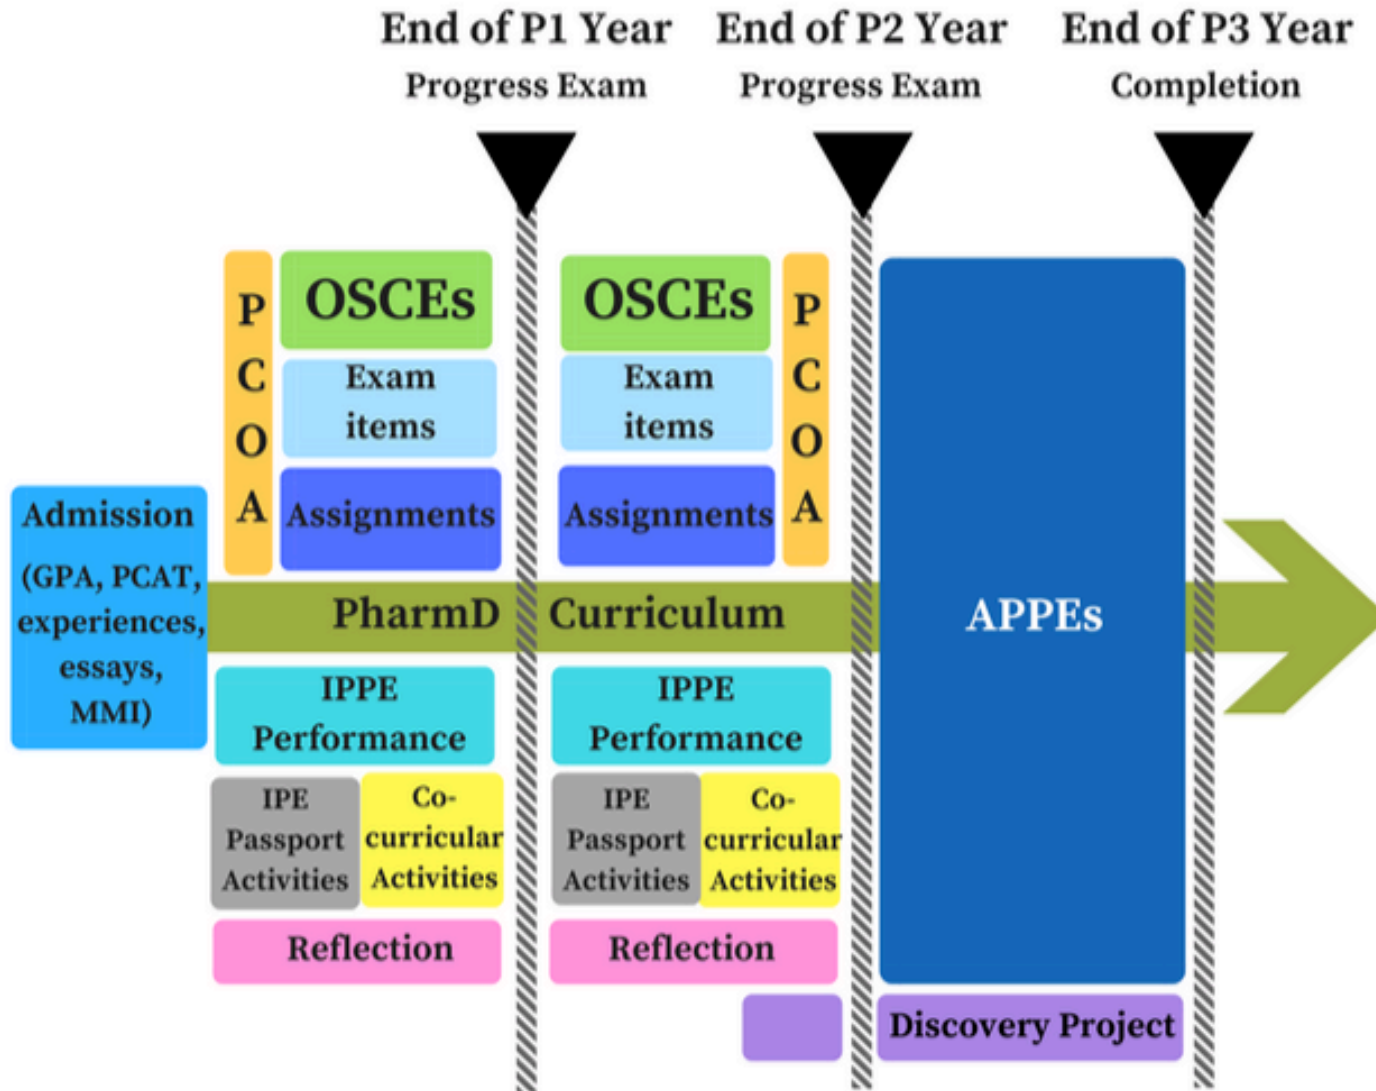 End of P1 Year
Progress Exam
End of P2 Year
Progress Exam
End of P3 Year
Completion
P
C
O
A
OSCEs
Exam
items
Assignments
OSCEs
Exam
items
Assignments
P
C
O
A
Admission
(GPA, PCAT,
experiences,
essays,
MMI)
PharmD Curriculum
APPEs
IPPE
Performance
IPE
Passport
Activities
Co-
curricular
Activities
Reflection
IPPE
Performance
IPE
Passport
Activities
Co-
curricular
Activities
Reflection
Discovery Project